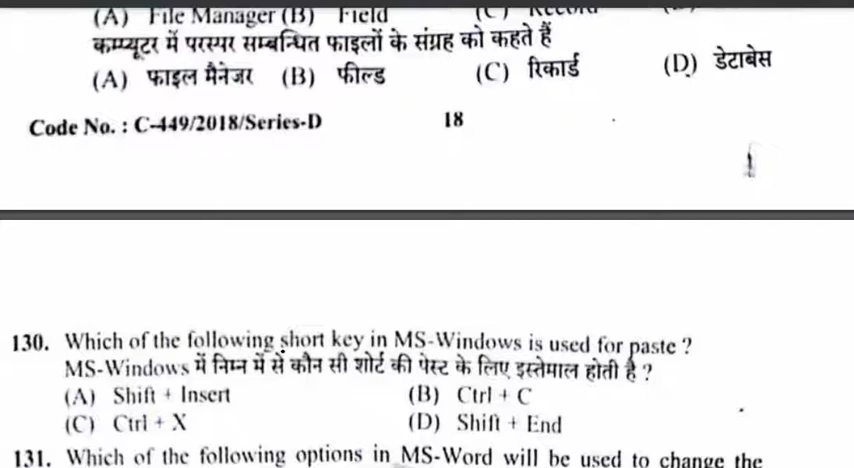 (A) File Manager (B) Field (C) Record
कम्प्यूटर में परस्पर सम्बन्धित फाइलों के संग्रह को कहते हैं
(A) फाइल मैनेजर (B) फील्ड (C) रिकार्ड (D) डेटाबेस
Code No. : C-449/2018/Series-D 18
130. Which of the following short key in MS-Windows is used for paste ?
MS-Windows में निम्न में से कौन सी शोर्ट की पेस्ट के लिए इस्तेमाल होती है ?
(A) Shift + Insert (B) Ctrl + C
(C) Ctrl + X (D) Shift + End
131. Which of the following options in MS-Word will be used to change the